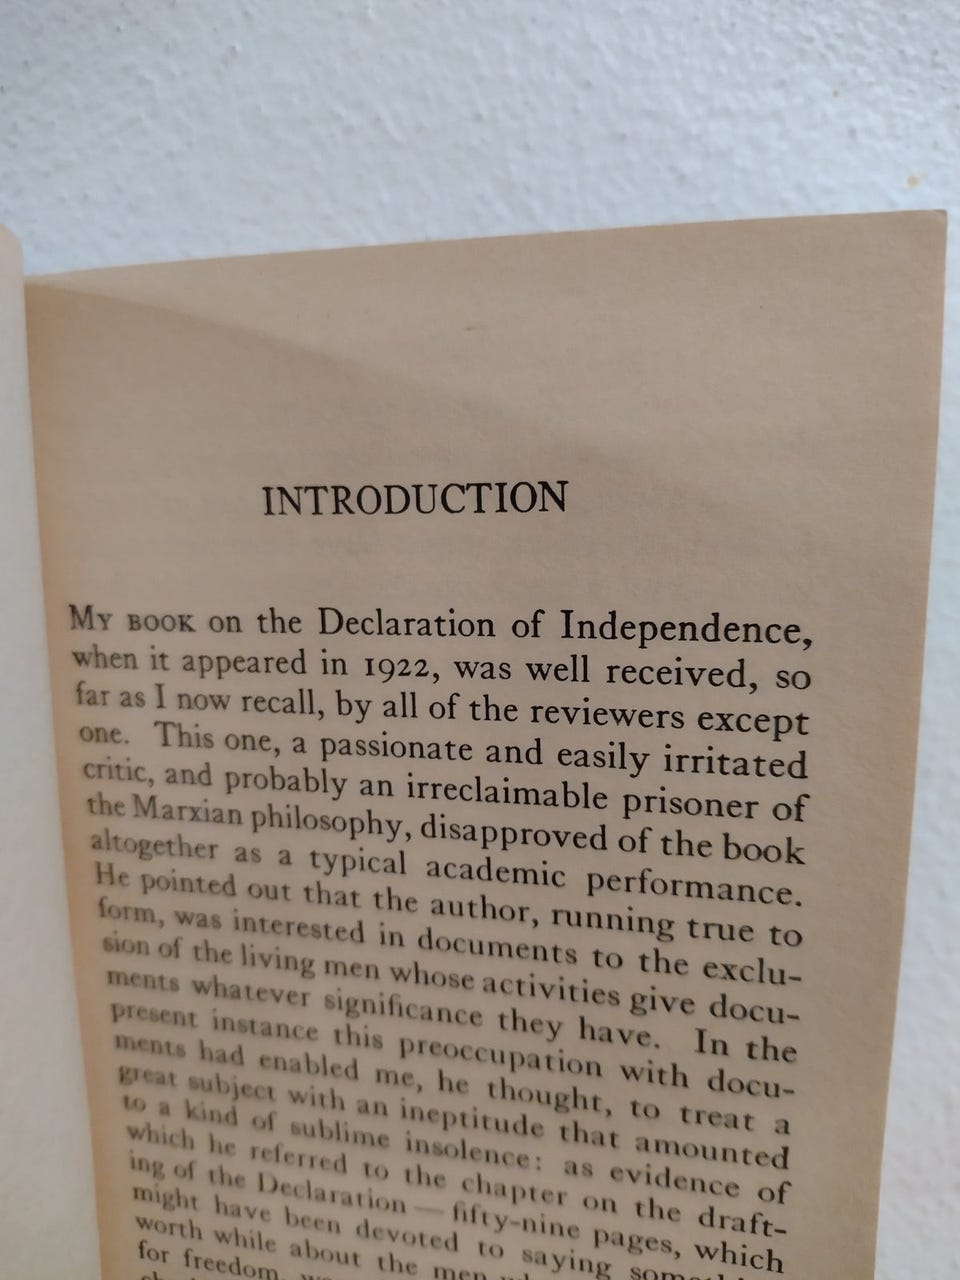 INTRODUCTION
MY BOOK on the Declaration of Independence,
when it appeared in 1922, was well received, so
far as I now recall, by all of the reviewers except
one. This one, a passionate and easily irritated
critic, and probably an irreclaimable prisoner of
the Marxian philosophy, disapproved of the book
altogether as a typical academic performance.
He pointed out that the author, running true to
form, was interested in documents to the exclu-
sion of the living men whose activities give docu-
ments whatever significance they have. In the
present instance this preoccupation with docu-
ments had enabled me, he thought, to treat a
great subject with an ineptitude that amounted
to a kind of sublime insolence: as evidence of
which he referred to the chapter on the draft-
ing of the Declaration — fifty-nine pages, which
might have been devoted to saying
worth while about the men
for freedom,